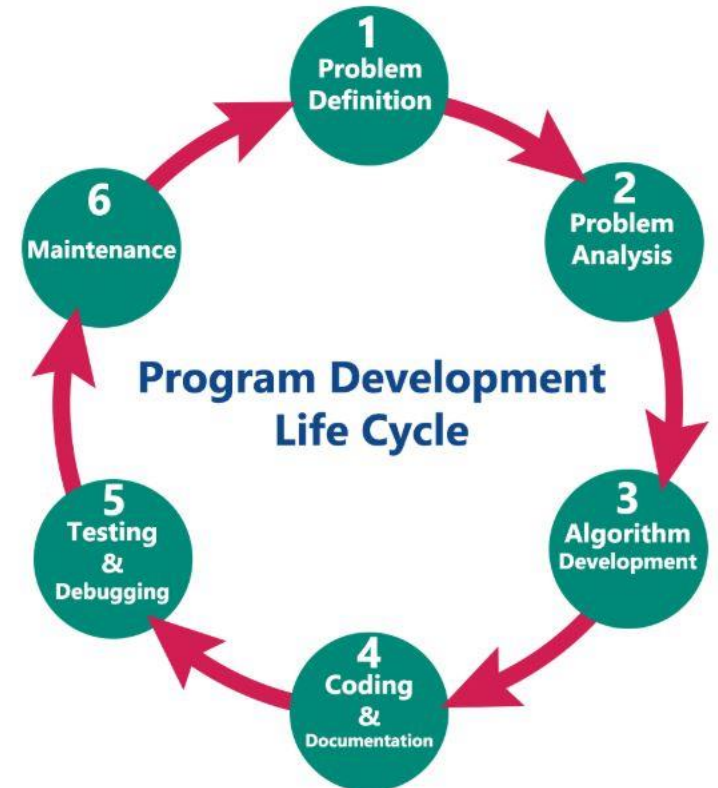 1
Problem
Definition
2
Problem
Analysis
3
Algorithm
Development
4
Coding
&
Documentation
5
Testing
&
Debugging
6
Maintenance
Program Development
Life Cycle